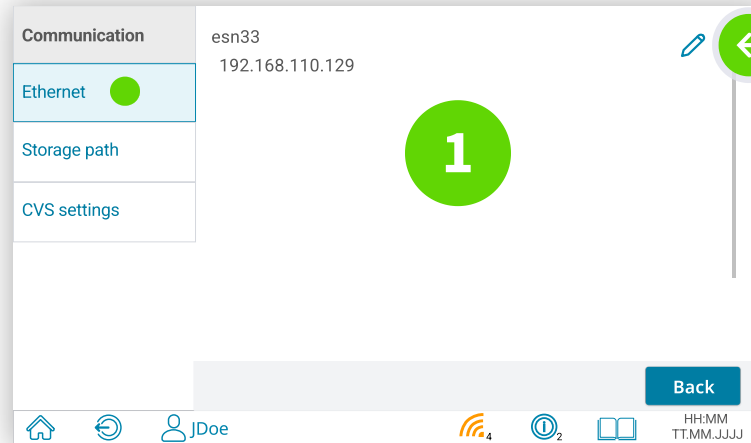 Communication
esn33
192.168.110.129
Ethernet
Storage path
CVS settings
1
Back
JDoe
4
2
HH:MM
TT.MM.JJJJ